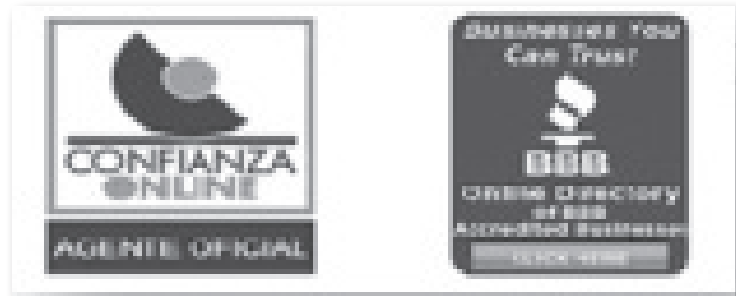 CONFIANZA
ONLINE
AGENTE OFICIAL
Businesses You
Can Trust
BBB
Online Directory
of BBB
Accredited Businesses
CLICK HERE